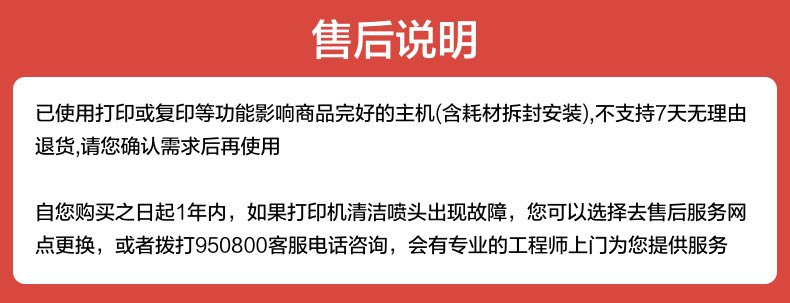 售后说明
已使用打印或复印等功能影响商品完好的主机(含耗材拆封安装),不支持7天无理由
退货,请您确认需求后再使用
自您购买之日起1年内，如果打印机清洁喷头出现故障，您可以选择去售后服务网
点更换，或者拨打950800客服电话咨询，会有专业的工程师上门为您提供服务